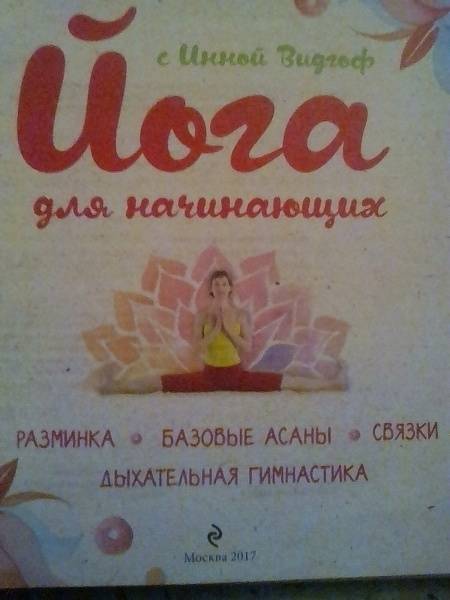 с Инной Видгоф
Йога
для начинающих
РАЗМИНКА • БАЗОВЫЕ АСАНЫ • СВЯЗКИ
ДЫХАТЕЛЬНАЯ ГИМНАСТИКА
Москва 2017